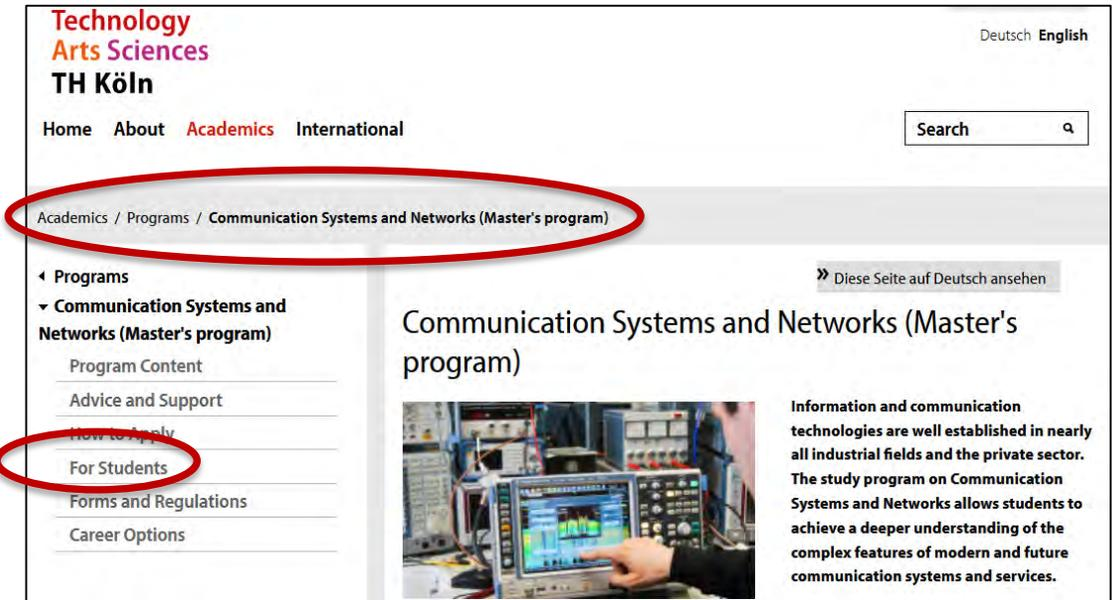 Technology
Arts Sciences
TH Köln
Deutsch English
Home About Academics International
Search
Academics / Programs / Communication Systems and Networks (Master's program)
Programs
Communication Systems and
Networks (Master's program)
Program Content
Advice and Support
How to Apply
For Students
Forms and Regulations
Career Options
» Diese Seite auf Deutsch ansehen
Communication Systems and Networks (Master's
program)
Information and communication
technologies are well established in nearly
all industrial fields and the private sector.
The study program on Communication
Systems and Networks allows students to
achieve a deeper understanding of the
complex features of modern and future
communication systems and services.